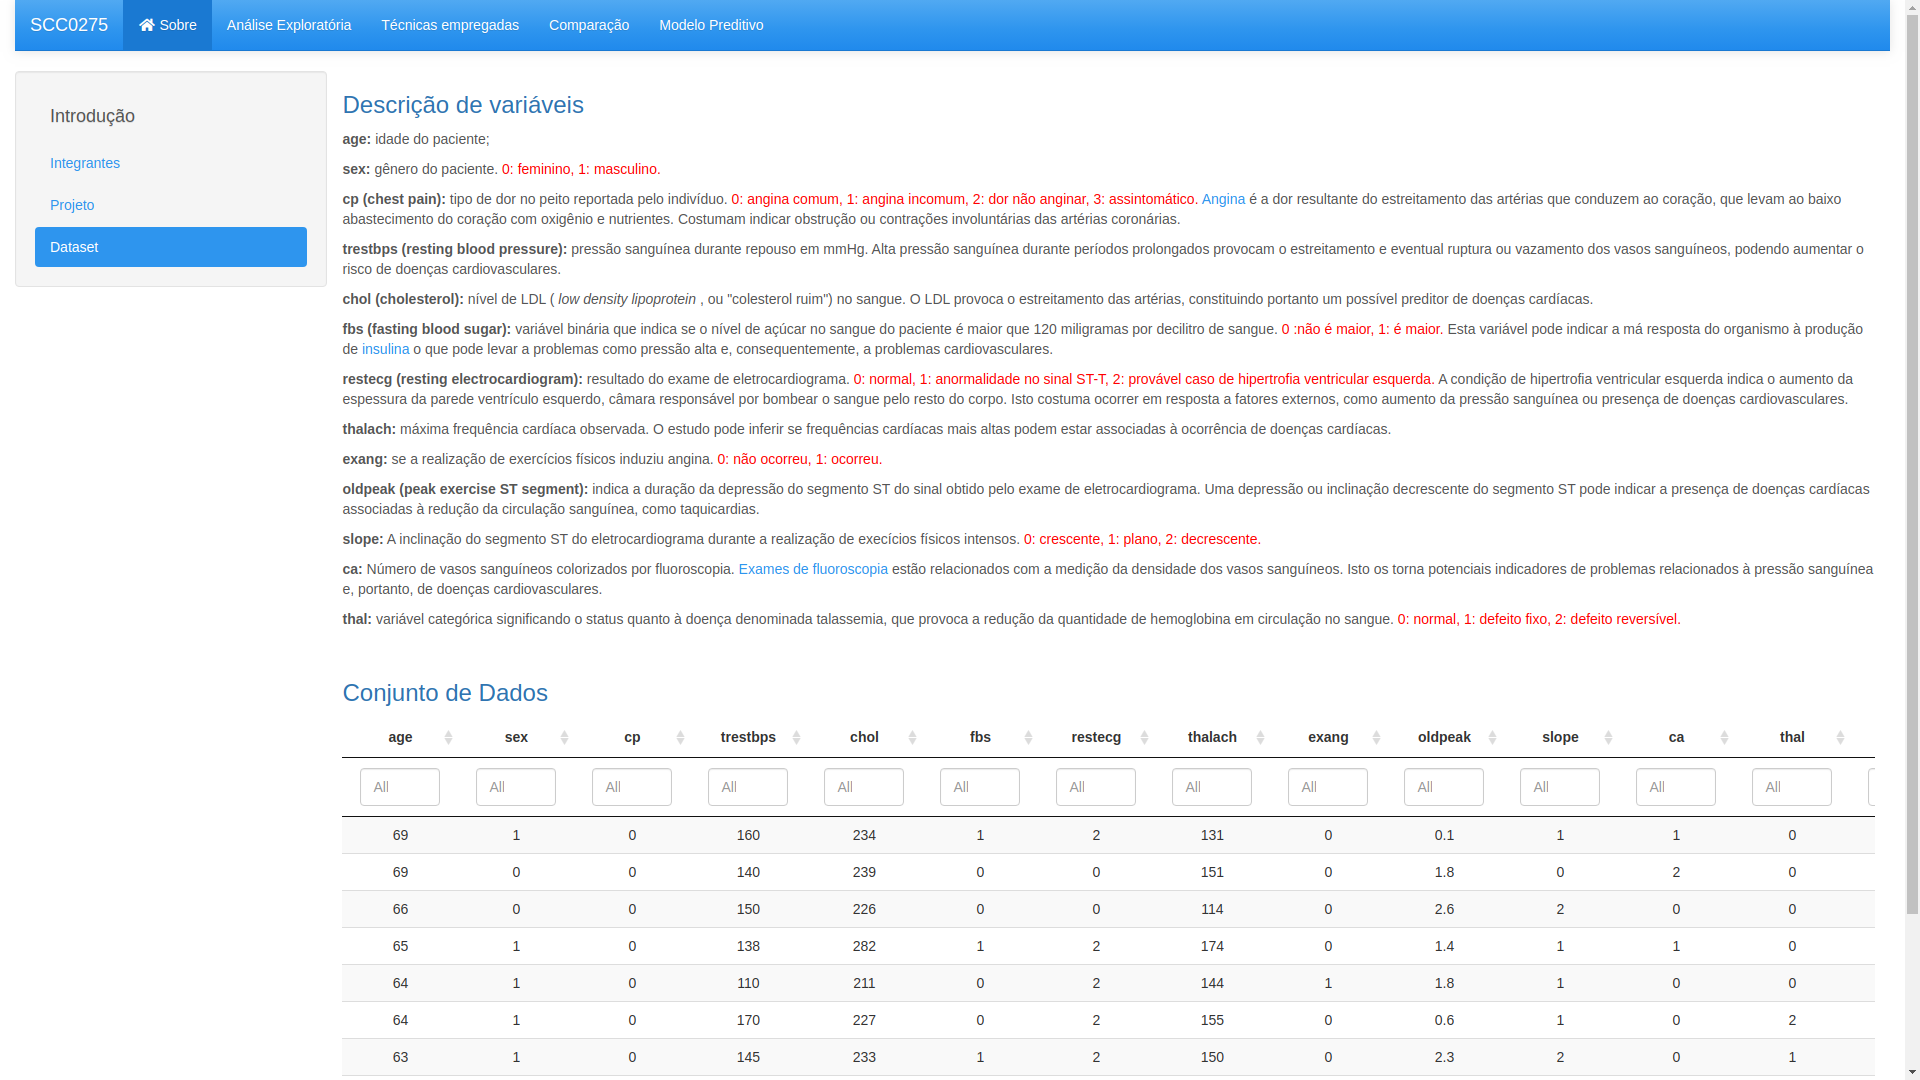 SCC0275 Sobre Análise Exploratória Técnicas empregadas Comparação Modelo Preditivo
Introdução
Integrantes
Projeto
Dataset
Descrição de variáveis
age: idade do paciente;
sex: gênero do paciente. 0: feminino, 1: masculino.
cp (chest pain): tipo de dor no peito reportada pelo indivíduo. 0: angina comum, 1: angina incomum, 2: dor não anginar, 3: assintomático. Angina é a dor resultante do estreitamento das artérias que conduzem ao coração, que levam ao baixo
abastecimento do coração com oxigênio e nutrientes. Costumam indicar obstrução ou contrações involuntárias das artérias coronárias.
trestbps (resting blood pressure): pressão sanguínea durante repouso em mmHg. Alta pressão sanguínea durante períodos prolongados provocam o estreitamento e eventual ruptura ou vazamento dos vasos sanguíneos, podendo aumentar o
risco de doenças cardiovasculares.
chol (cholesterol): nível de LDL ( low density lipoprotein , ou "colesterol ruim") no sangue. O LDL provoca o estreitamento das artérias, constituindo portanto um possível preditor de doenças cardíacas.
fbs (fasting blood sugar): variável binária que indica se o nível de açúcar no sangue do paciente é maior que 120 miligramas por decilitro de sangue. 0 :não é maior, 1: é maior. Esta variável pode indicar a má resposta do organismo à produção
de insulina o que pode levar a problemas como pressão alta e, consequentemente, a problemas cardiovasculares.
restecg (resting electrocardiogram): resultado do exame de eletrocardiograma. 0: normal, 1: anormalidade no sinal ST-T, 2: provável caso de hipertrofia ventricular esquerda. A condição de hipertrofia ventricular esquerda indica o aumento da
espessura da parede ventrículo esquerdo, câmara responsável por bombear o sangue pelo resto do corpo. Isto costuma ocorrer em resposta a fatores externos, como aumento da pressão sanguínea ou presença de doenças cardiovasculares.
thalach: máxima frequência cardíaca observada. O estudo pode inferir se frequências cardíacas mais altas podem estar associadas à ocorrência de doenças cardíacas.
exang: se a realização de exercícios físicos induziu angina. 0: não ocorreu, 1: ocorreu.
oldpeak (peak exercise ST segment): indica a duração da depressão do segmento ST do sinal obtido pelo exame de eletrocardiograma. Uma depressão ou inclinação decrescente do segmento ST pode indicar a presença de doenças cardíacas
associadas à redução da circulação sanguínea, como taquicardias.
slope: A inclinação do segmento ST do eletrocardiograma durante a realização de execícios físicos intensos. 0: crescente, 1: plano, 2: decrescente.
ca: Número de vasos sanguíneos colorizados por fluoroscopia. Exames de fluoroscopia estão relacionados com a medição da densidade dos vasos sanguíneos. Isto os torna potenciais indicadores de problemas relacionados à pressão sanguínea
e, portanto, de doenças cardiovasculares.
thal: variável categórica significando o status quanto à doença denominada talassemia, que provoca a redução da quantidade de hemoglobina em circulação no sangue. 0: normal, 1: defeito fixo, 2: defeito reversível.
Conjunto de Dados
age sex cp trestbps chol fbs restecg thalach exang oldpeak slope ca thal
All All All All All All All All All All All All All
69 1 0 160 234 1 2 131 0 0.1 1 1 0
69 0 0 140 239 0 0 151 0 1.8 0 2 0
66 0 0 150 226 0 0 114 0 2.6 2 0 0
65 1 0 138 282 1 2 174 0 1.4 1 1 0
64 1 0 110 211 0 2 144 1 1.8 1 0 0
64 1 0 170 227 0 2 155 0 0.6 1 0 2
63 1 0 145 233 1 2 150 0 2.3 2 0 1